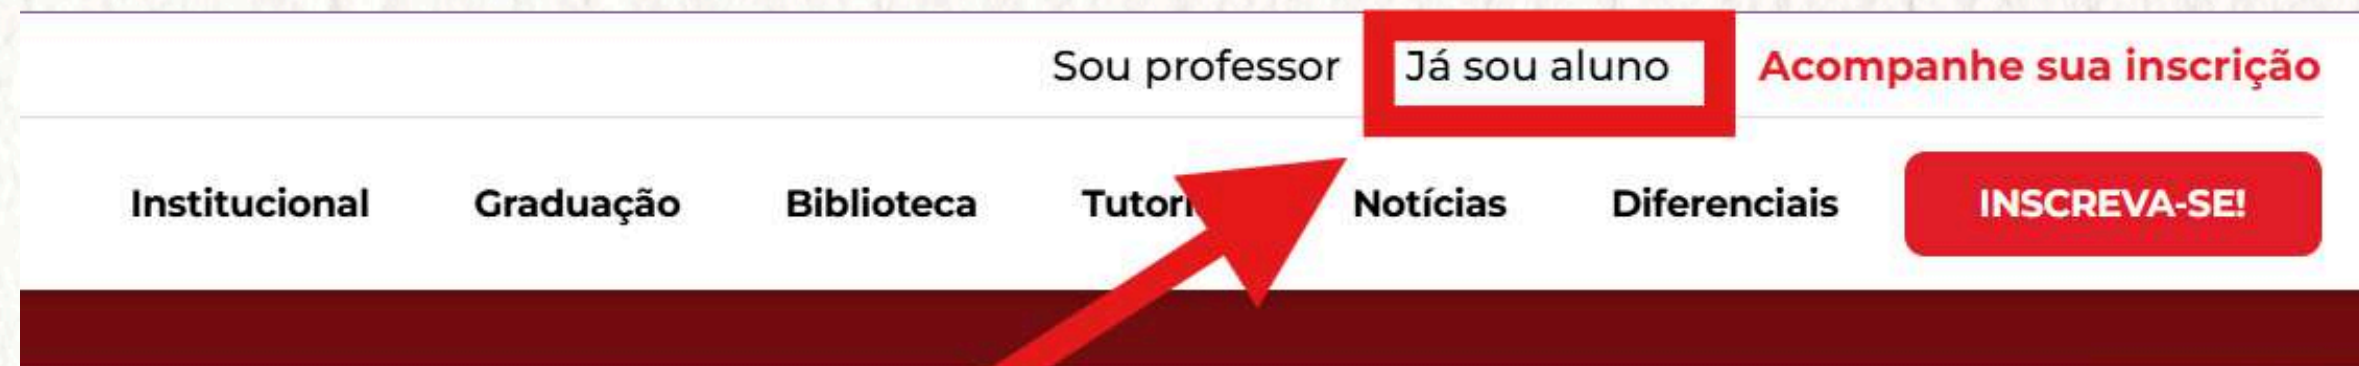 Sou professor Já sou aluno Acompanhe sua inscrição
Institucional Graduação Biblioteca Notícias Diferenciais INSCREVA-SE!